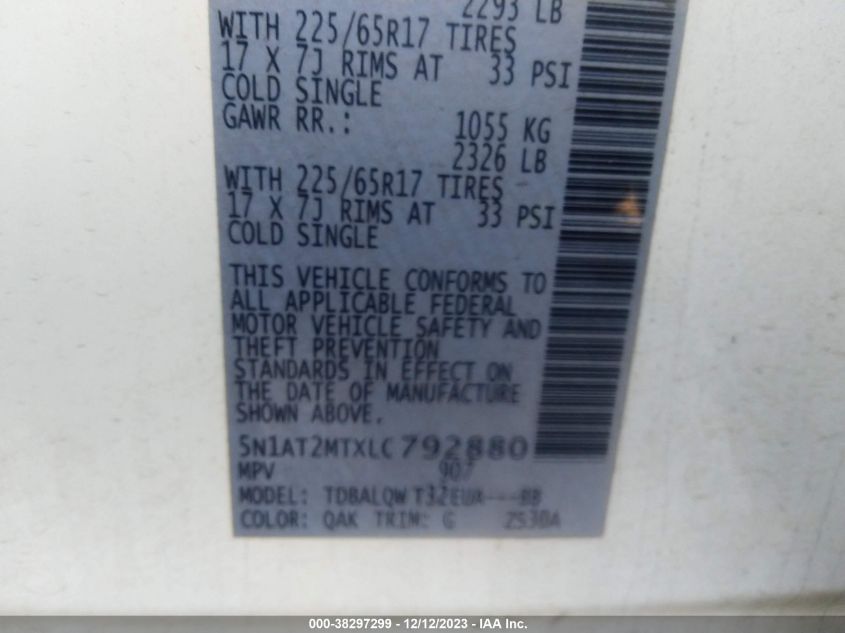 2293 LB
WITH 225/65R17 TIRES
17 X 7J RIMS AT 33 PSI
COLD SINGLE
GAWR RR.: 1055 KG
2326 LB
WITH 225/65R17 TIRES
17 X 7J RIMS AT 33 PSI
COLD SINGLE
THIS VEHICLE CONFORMS TO
ALL APPLICABLE FEDERAL
MOTOR VEHICLE SAFETY AND
THEFT PREVENTION
STANDARDS IN EFFECT ON
THE DATE OF MANUFACTURE
SHOWN ABOVE.
5N1AT2MTXLC792880
MPV 907
MODEL: TDBALQW T32EUA---BB
COLOR: QAK TRIM: G 2530A
000-38297299 - 12/12/2023 - IAA Inc.